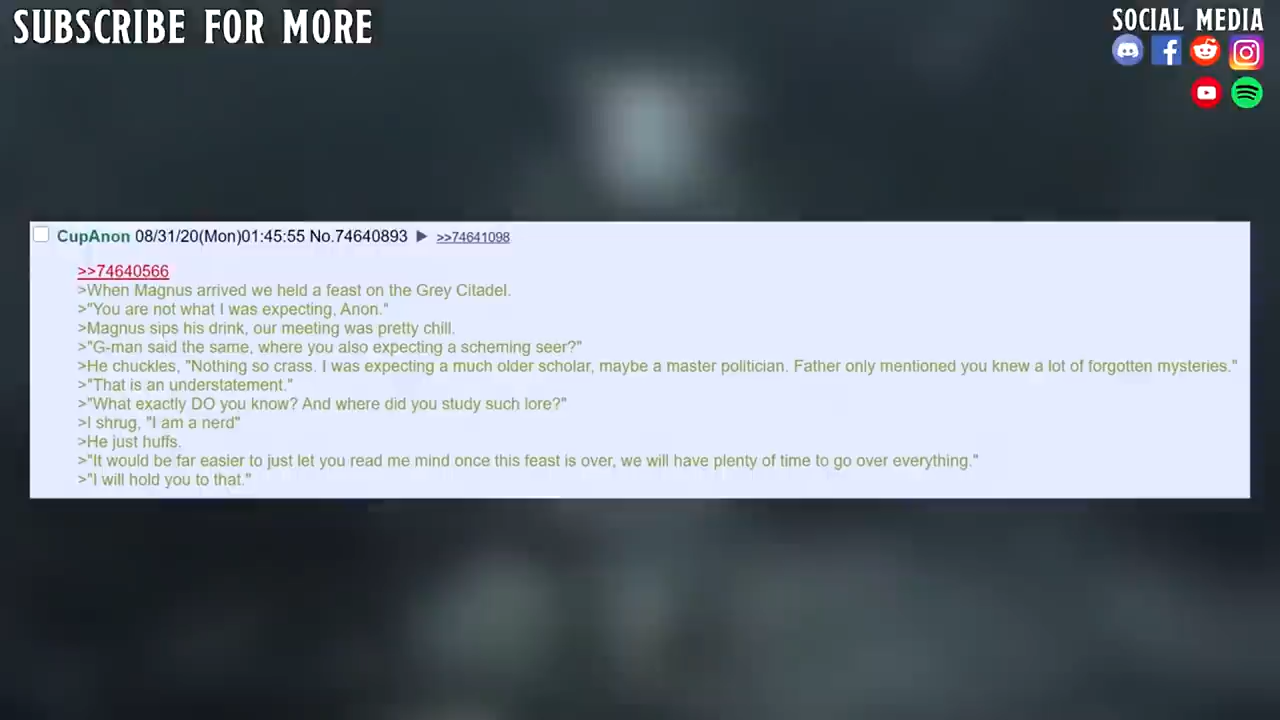 SUBSCRIBE FOR MORE
SOCIAL MEDIA
CupAnon 08/31/20(Mon)01:45:55 No.74640893 ▶ >>74641098
>>74640566
>When Magnus arrived we held a feast on the Grey Citadel.
>"You are not what I was expecting, Anon."
>Magnus sips his drink, our meeting was pretty chill.
>"G-man said the same, where you also expecting a scheming seer?"
>He chuckles, "Nothing so crass. I was expecting a much older scholar, maybe a master politician. Father only mentioned you knew a lot of forgotten mysteries."
>"That is an understatement."
>"What exactly DO you know? And where did you study such lore?"
>I shrug, "I am a nerd"
>He just huffs.
>"It would be far easier to just let you read me mind once this feast is over, we will have plenty of time to go over everything."
>"I will hold you to that."